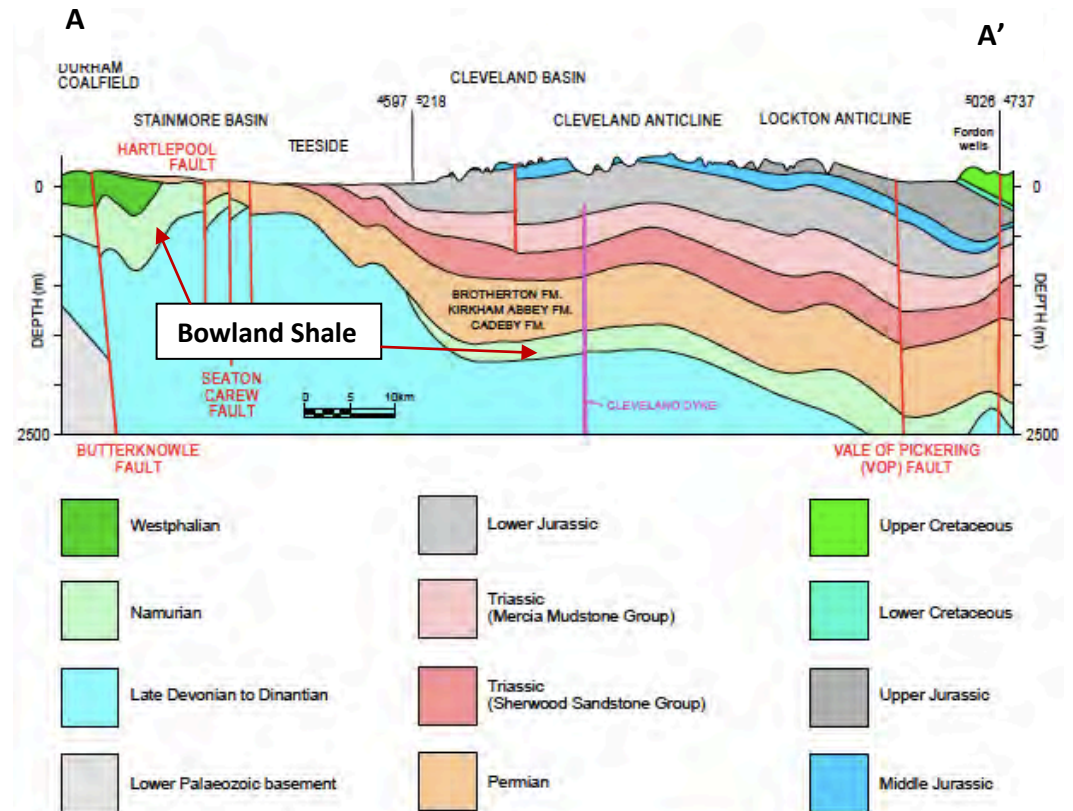 A
A'
DURHAM
COALFIELD
CLEVELAND BASIN
4597 5218
5026 4737
STAINMORE BASIN
CLEVELAND ANTICLINE
LOCKTON ANTICLINE
Fordon
wells
HARTLEPOOL
FAULT
TEESIDE
0
0
DEPTH (m)
DEPTH (m)
BROTHERTON FM.
KIRKHAM ABBEY FM.
CADEBY FM.
Bowland Shale
SEATON
CAREW
FAULT
0 5 10km
CLEVELAND DYKE
2500
2500
BUTTERKNOWLE
FAULT
VALE OF PICKERING
(VOP) FAULT
Westphalian
Lower Jurassic
Upper Cretaceous
Namurian
Triassic
(Mercia Mudstone Group)
Lower Cretaceous
Late Devonian to Dinantian
Triassic
(Sherwood Sandstone Group)
Upper Jurassic
Lower Palaeozoic basement
Permian
Middle Jurassic